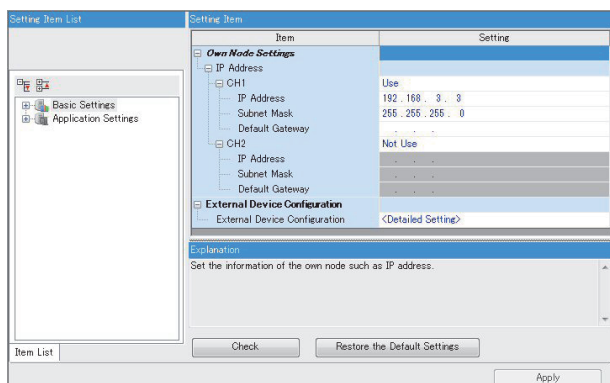 Setting Item List
Setting Item
Item Setting
Own Node Settings
IP Address
CH1 Use
IP Address 192 . 168 . 3 . 3
Subnet Mask 255 . 255 . 255 . 0
Default Gateway . . .
CH2 Not Use
IP Address . . .
Subnet Mask . . .
Default Gateway . . .
External Device Configuration
External Device Configuration <Detailed Setting>
Basic Settings
Application Settings
Explanation
Set the information of the own node such as IP address.
Check Restore the Default Settings
Item List
Apply